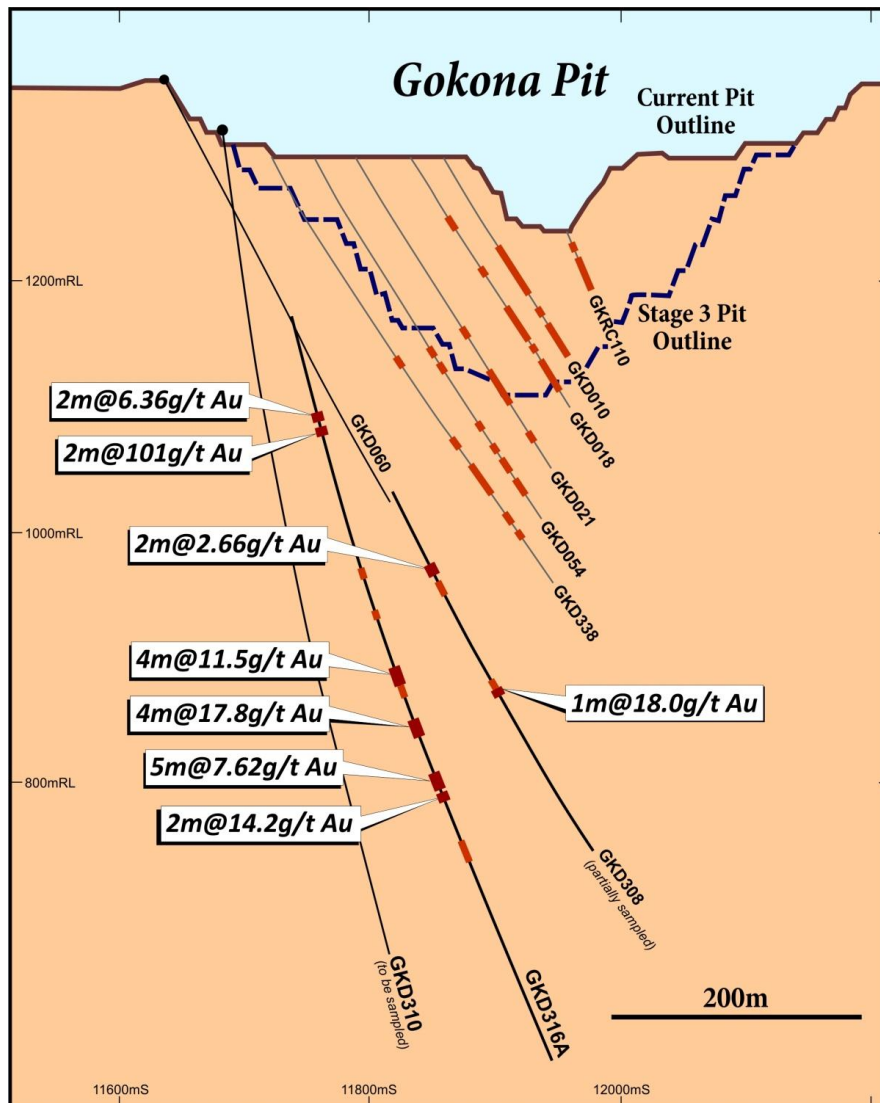 Gokona Pit
Current Pit
Outline
1200mRL
Stage 3 Pit
Outline
GKRC110
GKD010
GKD018
2m@6.36g/t Au
2m@101g/t Au
GKD060
GKD021
1000mRL
2m@2.66g/t Au
GKD054
GKD338
4m@11.5g/t Au
1m@18.0g/t Au
4m@17.8g/t Au
5m@7.62g/t Au
800mRL
2m@14.2g/t Au
GKD308
(partially sampled)
GKD310
(to be sampled)
GKD316A
200m
11600mS
11800mS
12000mS